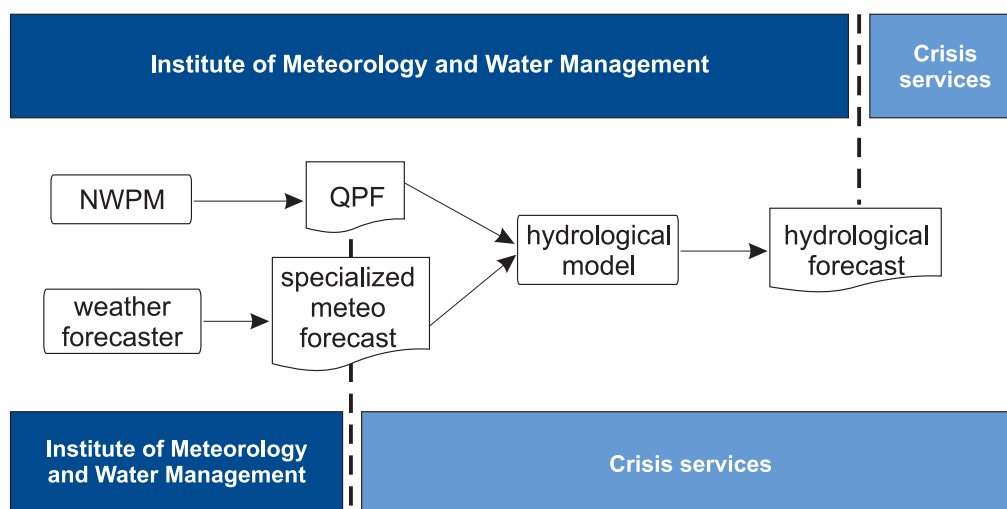 Institute of Meteorology and Water Management
Crisis
services
NWPM
QPF
hydrological
model
hydrological
forecast
weather
forecaster
specialized
meteo
forecast
Institute of Meteorology
and Water Management
Crisis services